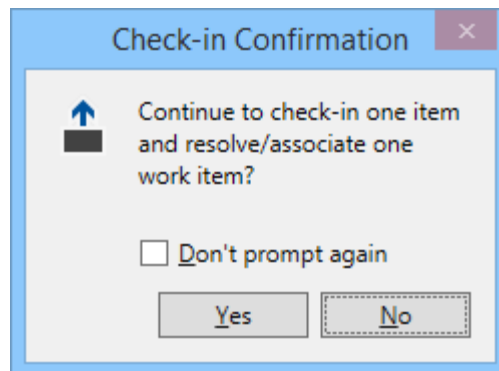 Check-in Confirmation
Continue to check-in one item
and resolve/associate one
work item?
Don't prompt again
Yes
No